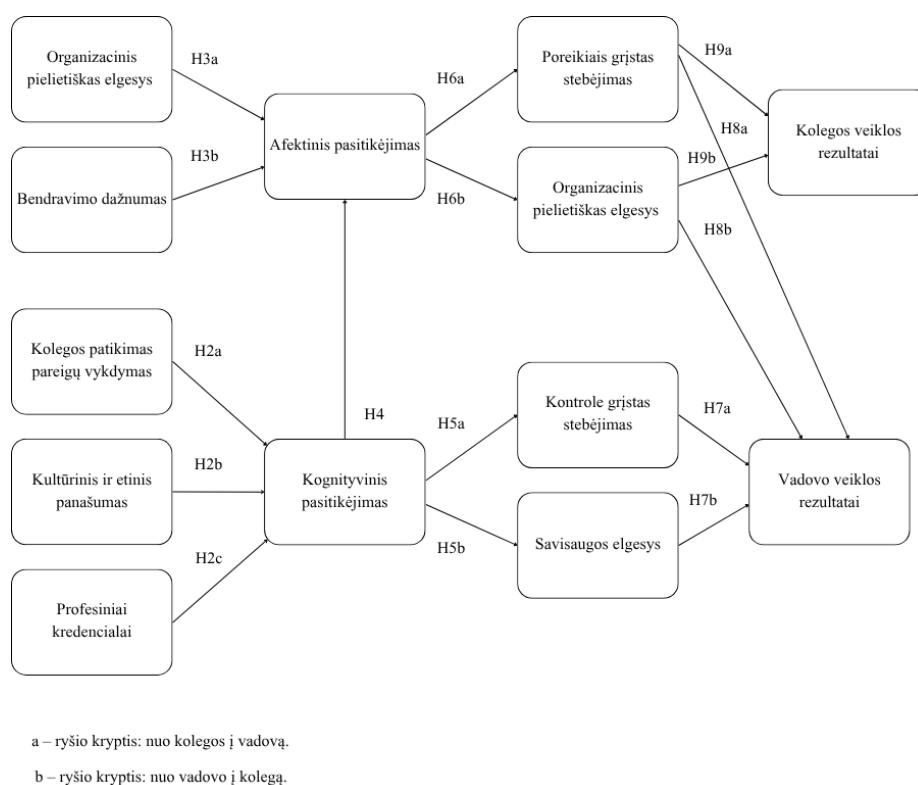 Organizacinis
pielietiškas elgesys
H3a
Bendravimo dažnumas
H3b
Afektinis pasitikėjimas
H6a
H6b
Poreikiais grįstas
stebėjimas
Organizacinis
pielietiškas elgesys
H9a
H8a
H9b
H8b
Kolegos veiklos
rezultatai
Kolegos patikimas
pareigų vykdymas
H2a
Kultūrinis ir etinis
panašumas
H2b
Profesiniai
kredencialai
H2c
H4
Kognityvinis
pasitikėjimas
H5a
H5b
Kontrole grįstas
stebėjimas
Savisaugos elgesys
H7a
H7b
Vadovo veiklos
rezultatai
a – ryšio kryptis: nuo kolegos į vadovą.
b – ryšio kryptis: nuo vadovo į kolegą.